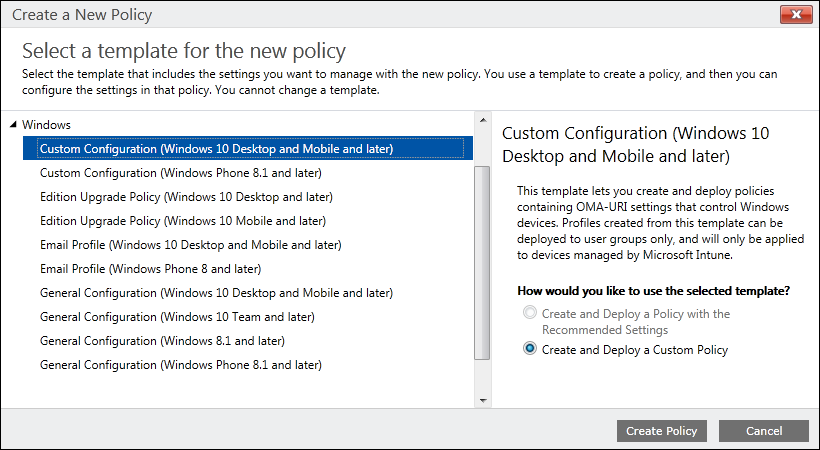 Create a New Policy
Select a template for the new policy
Select the template that includes the settings you want to manage with the new policy. You use a template to create a policy, and then you can
configure the settings in that policy. You cannot change a template.
Windows
Custom Configuration (Windows 10 Desktop and Mobile and later)
Custom Configuration (Windows Phone 8.1 and later)
Edition Upgrade Policy (Windows 10 Desktop and later)
Edition Upgrade Policy (Windows 10 Mobile and later)
Email Profile (Windows 10 Desktop and Mobile and later)
Email Profile (Windows Phone 8 and later)
General Configuration (Windows 10 Desktop and Mobile and later)
General Configuration (Windows 10 Team and later)
General Configuration (Windows 8.1 and later)
General Configuration (Windows Phone 8.1 and later)
Custom Configuration (Windows 10
Desktop and Mobile and later)
This template lets you create and deploy policies
containing OMA-URI settings that control Windows
devices. Profiles created from this template can be
deployed to user groups only, and will only be applied
to devices managed by Microsoft Intune.
How would you like to use the selected template?
Create and Deploy a Policy with the
Recommended Settings
Create and Deploy a Custom Policy
Create Policy
Cancel